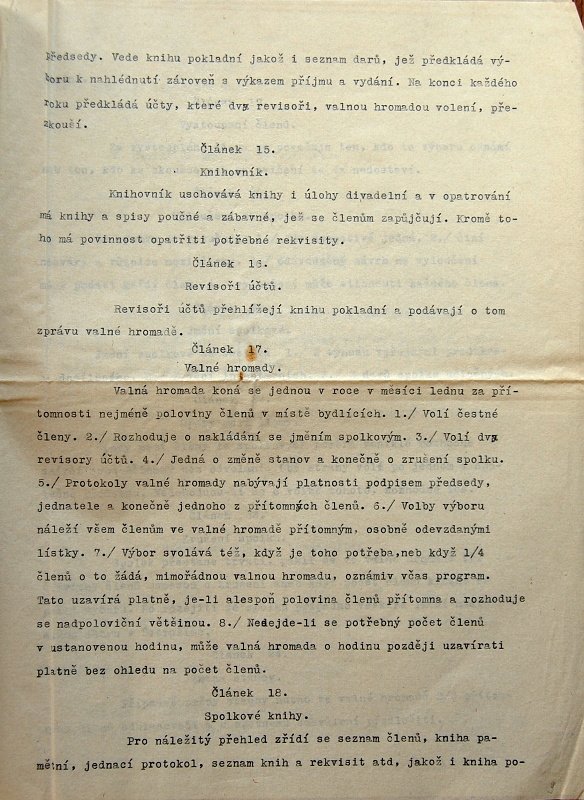 předsedy. Vede knihu pokladní jakož i seznam darů, jež předkládá vý-
boru k nahlédnutí zároveň s výkazem příjmu a vydání. Na konci každého
roku předkládá účty, které dva revisoři, valnou hromadou volení, pře-
zkouší.
Článek 15.
Knihovník.
Knihovník uschovává knihy i úlohy divadelní a v opatrování
má knihy a spisy poučné a zábavné, jež se členům zapůjčují. Kromě to-
ho má povinnost opatřiti potřebné rekvisity.
Článek 16.
Revisoři účtů.
Revisoři účtů přehlížejí knihu pokladní a podávají o tom
zprávu valné hromadě.
Článek 17.
Valné hromady.
Valná hromada koná se jednou v roce v měsíci lednu za pří-
tomnosti nejméně poloviny členů v místě bydlících. 1./ Volí čestné
členy. 2./ Rozhoduje o nakládání se jměním spolkovým. 3./ Volí dva
revisory účtů. 4./ Jedná o změně stanov a konečně o zrušení spolku.
5./ Protokoly valné hromady nabývají platnosti podpisem předsedy,
jednatele a konečně jednoho z přítomných členů. 6./ Volby výboru
náleží všem členům ve valné hromadě přítomným, osobně odevzdanými
lístky. 7./ Výbor svolává též, když je toho potřeba,neb když 1/4
členů o to žádá, mimořádnou valnou hromadu, oznámiv včas program.
Tato uzavírá platně, je-li alespoň polovina členů přítomna a rozhoduje
se nadpoloviční většinou. 8./ Nedejde-li se potřebný počet členů
v ustanovenou hodinu, může valná hromada o hodinu později uzavírati
platně bez ohledu na počet členů.
Článek 18.
Spolkové knihy.
Pro náležitý přehled zřídí se seznam členů, kniha pa-
mětní, jednací protokol, seznam knih a rekvisit atd, jakož i kniha po-